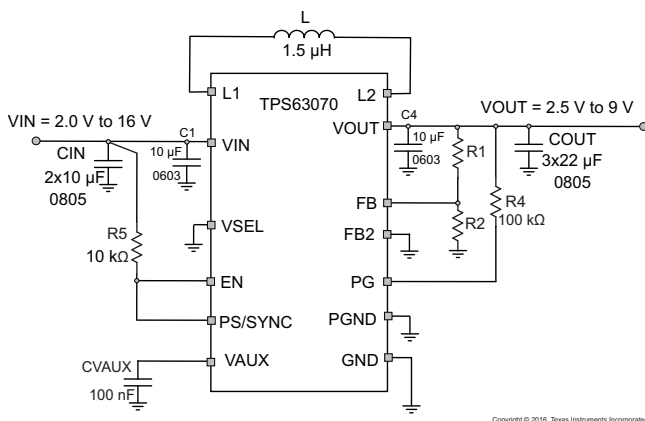 L
1.5 µH
L1
L2
TPS63070
VIN = 2.0 V to 16 V
VOUT = 2.5 V to 9 V
C1
VIN
10 µF
0603
CIN
2x10 µF
0805
VOUT
C4
10 µF
0603
R1
COUT
3x22 µF
0805
R5
10 kΩ
VSEL
FB
R2
R4
100 kΩ
FB2
EN
PG
PS/SYNC
PGND
VAUX
GND
CVAUX
100 nF
Copyright © 2016, Texas Instruments Incorporated